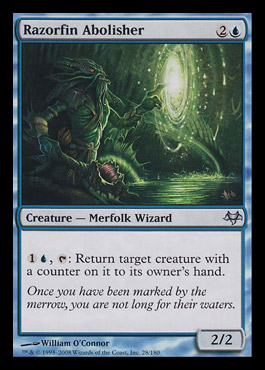 Razorfin Abolisher 2
Creature — Merfolk Wizard
1 , : Return target creature with
a counter on it to its owner's hand.
Once you have been marked by the
merrow, you are not long for their waters.
William O'Connor
™ & © 1993–2008 Wizards of the Coast, Inc. 28/180
2/2